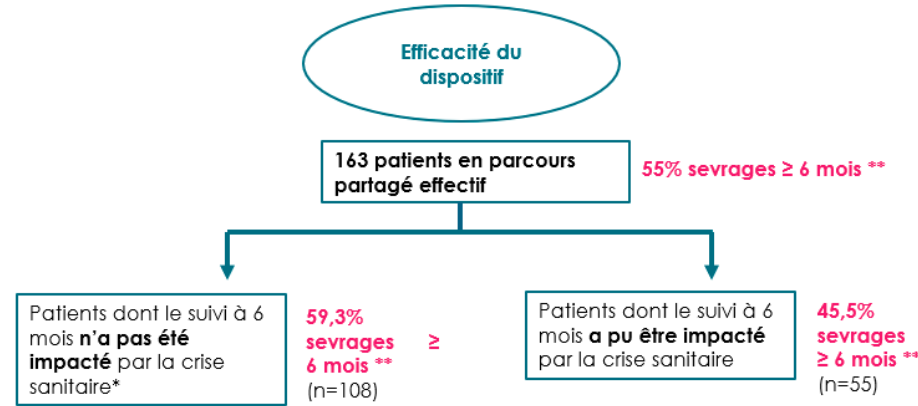 Efficacité du
dispositif
163 patients en parcours
partagé effectif
55% sevrages ≥ 6 mois **
Patients dont le suivi à 6
mois n'a pas été
impacté par la crise
sanitaire*
59,3%
sevrages ≥
6 mois **
(n=108)
Patients dont le suivi à 6
mois a pu être impacté
par la crise sanitaire
45,5%
sevrages
≥ 6 mois **
(n=55)